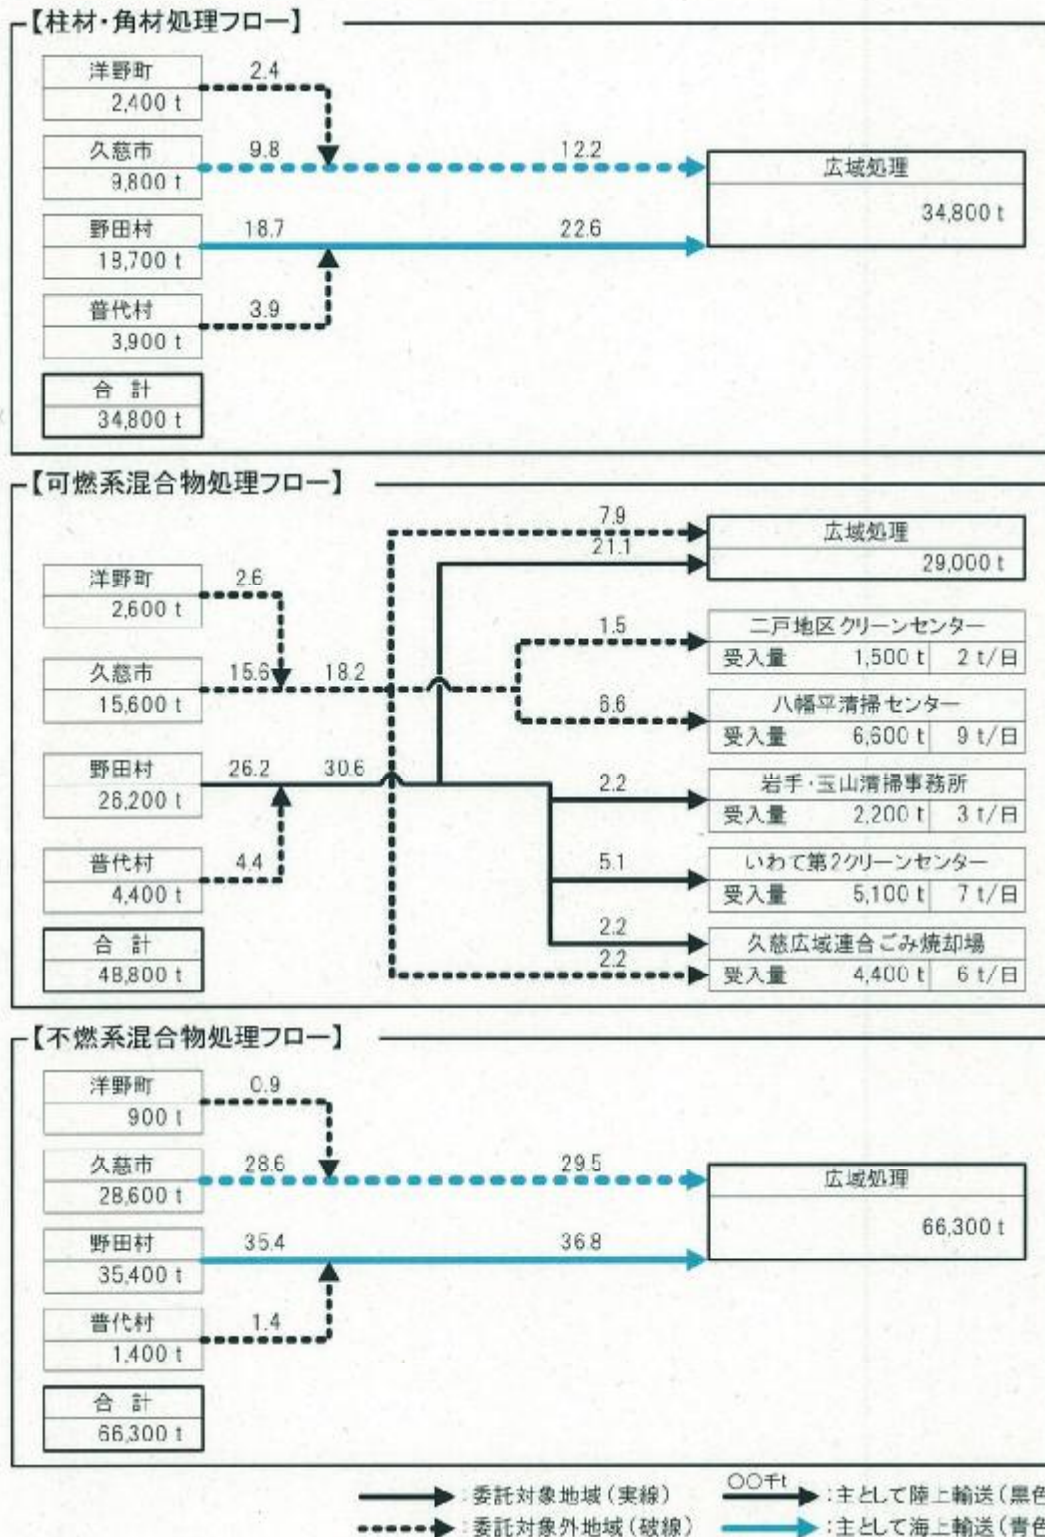 【柱材・角材処理フロー】
洋野町
2,400 t
2.4
久慈市
9,800 t
9.8
12.2
野田村
18,700 t
18.7
22.6
普代村
3,900 t
3.9
合 計
34,800 t
広域処理
34,800 t
【可燃系混合物処理フロー】
洋野町
2,600 t
2.6
久慈市
15,600 t
15.6
18.2
野田村
26,200 t
26.2
30.6
普代村
4,400 t
4.4
合 計
48,800 t
7.9
21.1
広域処理
29,000 t
1.5
二戸地区クリーンセンター
受入量 1,500 t 2 t/日
6.6
八幡平清掃センター
受入量 6,600 t 9 t/日
2.2
岩手・玉山清掃事務所
受入量 2,200 t 3 t/日
5.1
いわて第2クリーンセンター
受入量 5,100 t 7 t/日
2.2
2.2
久慈広域連合ごみ焼却場
受入量 4,400 t 6 t/日
【不燃系混合物処理フロー】
洋野町
900 t
0.9
久慈市
28,600 t
28.6
29.5
野田村
35,400 t
35.4
36.8
普代村
1,400 t
1.4
合 計
66,300 t
広域処理
66,300 t
:委託対象地域(実線)
○○千t
:主として陸上輸送(黒色
:委託対象外地域(破線)
:主として海上輸送(青色